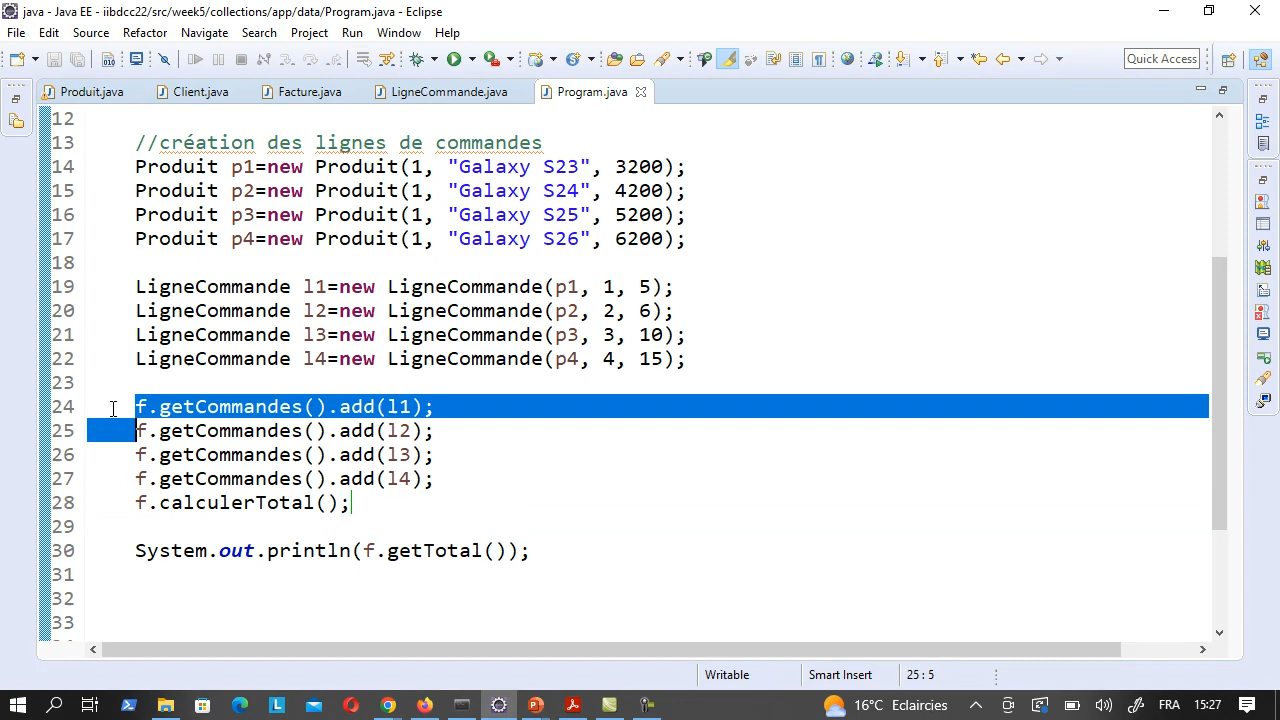 java - Java EE - iibdcc22/src/week5/collections/app/data/Program.java - Eclipse
File Edit Source Refactor Navigate Search Project Run Window Help
Quick Access
Produit.java Client.java Facture.java LigneCommande.java Program.java
12
13 //création des lignes de commandes
14 Produit p1=new Produit(1, "Galaxy S23", 3200);
15 Produit p2=new Produit(1, "Galaxy S24", 4200);
16 Produit p3=new Produit(1, "Galaxy S25", 5200);
17 Produit p4=new Produit(1, "Galaxy S26", 6200);
18
19 LigneCommande l1=new LigneCommande(p1, 1, 5);
20 LigneCommande l2=new LigneCommande(p2, 2, 6);
21 LigneCommande l3=new LigneCommande(p3, 3, 10);
22 LigneCommande l4=new LigneCommande(p4, 4, 15);
23
24 f.getCommandes().add(l1);
25 f.getCommandes().add(l2);
26 f.getCommandes().add(l3);
27 f.getCommandes().add(l4);
28 f.calculerTotal();
29
30 System.out.println(f.getTotal());
31
32
33
Writable Smart Insert 25 : 5
16°C Eclaircies FRA 15:27